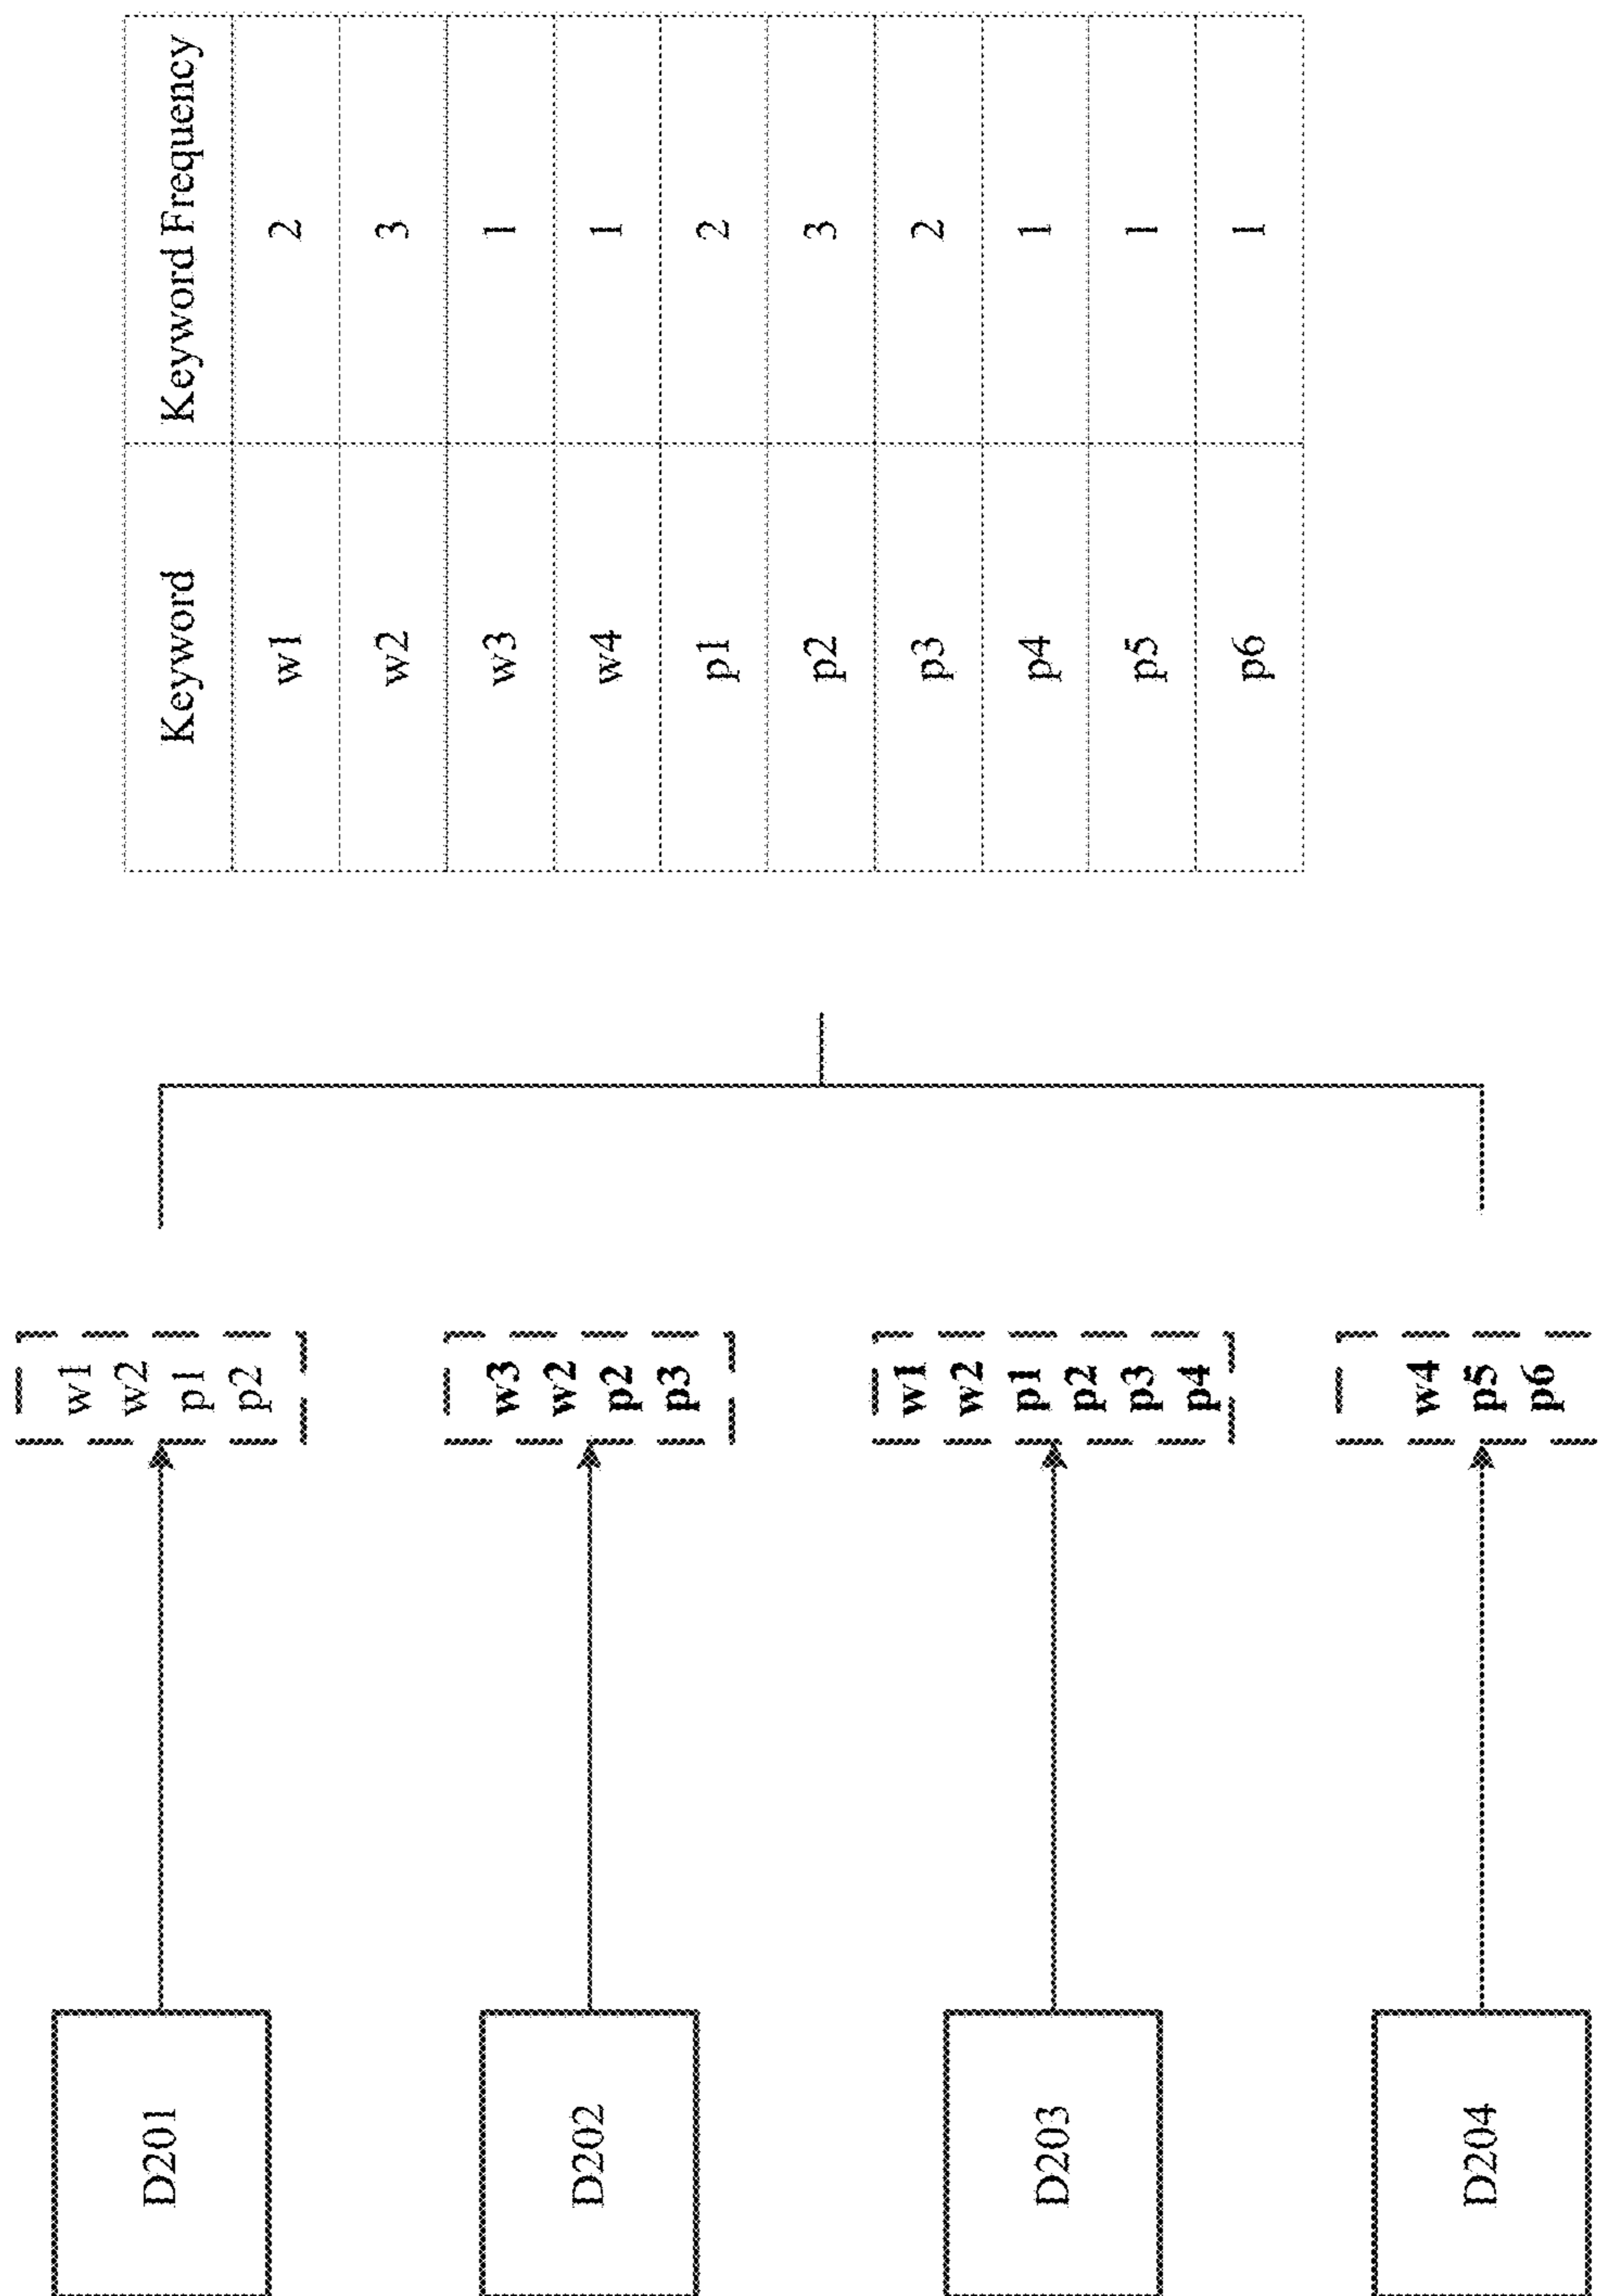 D201
w1
w2
p1
p2
D202
w3
w2
p2
p3
D203
w1
w2
p1
p2
p3
p4
D204
w4
p5
p6
Keyword Keyword Frequency
w1 2
w2 3
w3 1
w4 1
p1 2
p2 3
p3 2
p4 1
p5 1
p6 1